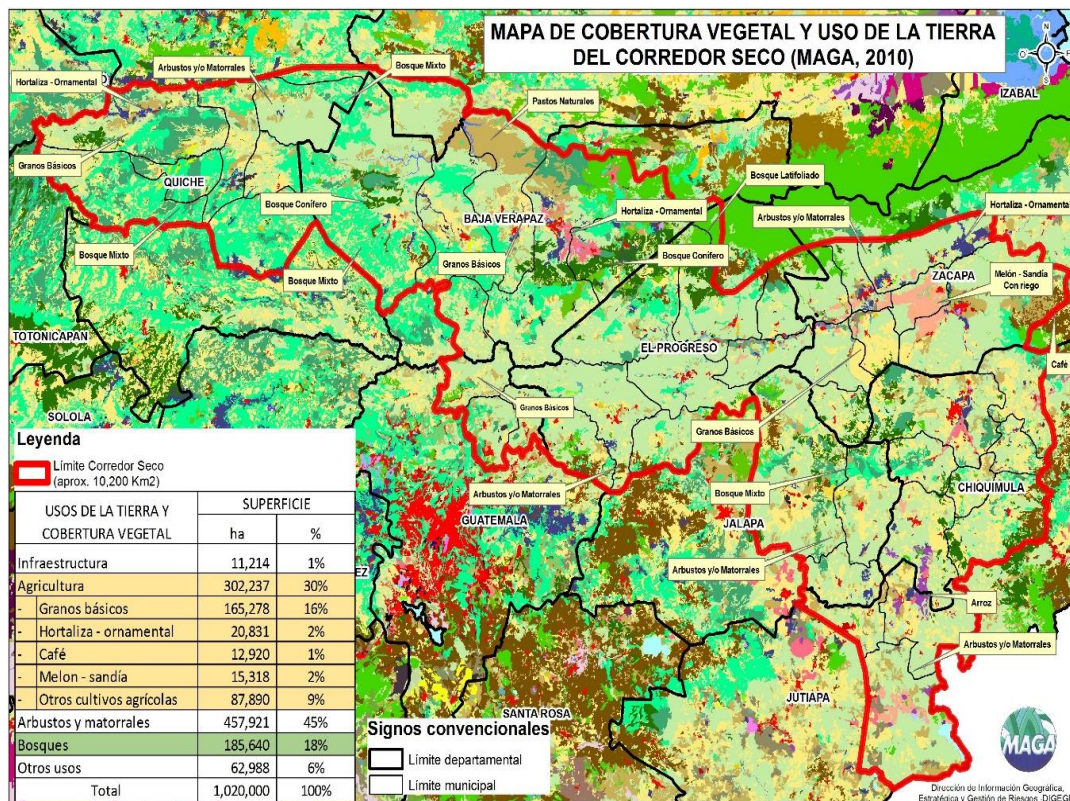 MAPA DE COBERTURA VEGETAL Y USO DE LA TIERRA
DEL CORREDOR SECO (MAGA, 2010)
N
S
IZABAL
Hortaliza - Ornamental
Arbustos y/o Matorrales
Bosque Mixto
Pastos Naturales
Granos Básicos
QUICHE
Bosque Conífero
BAJA VERAPAZ
Hortaliza - Ornamental
Bosque Latifoliado
Arbustos y/o Matorrales
Hortaliza - Ornamental
Bosque Mixto
Bosque Mixto
Granos Básicos
Bosque Conífero
ZACAPA
Melón - Sandía
Con riego
TOTONICAPAN
EL PROGRESO
Café
SOLOLA
Granos Básicos
Granos Básicos
Arbustos y/o Matorrales
Bosque Mixto
GUATEMALA
JALAPA
CHIQUIMULA
Arbustos y/o Matorrales
Arroz
Arbustos y/o Matorrales
JUTIAPA
SANTA ROSA
EZ
Leyenda
Límite Corredor Seco
(aprox. 10,200 Km2)
USOS DE LA TIERRA Y
COBERTURA VEGETAL
SUPERFICIE
ha %
Infraestructura 11,214 1%
Agricultura 302,237 30%
- Granos básicos 165,278 16%
- Hortaliza - ornamental 20,831 2%
- Café 12,920 1%
- Melon - sandía 15,318 2%
- Otros cultivos agrícolas 87,890 9%
Arbustos y matorrales 457,921 45%
Bosques 185,640 18%
Otros usos 62,988 6%
Total 1,020,000 100%
Signos convencionales
Límite departamental
Límite municipal
MAGA
Dirección de Información Geográfica,
Estratégica y Gestión de Riesgos -DIGEGR